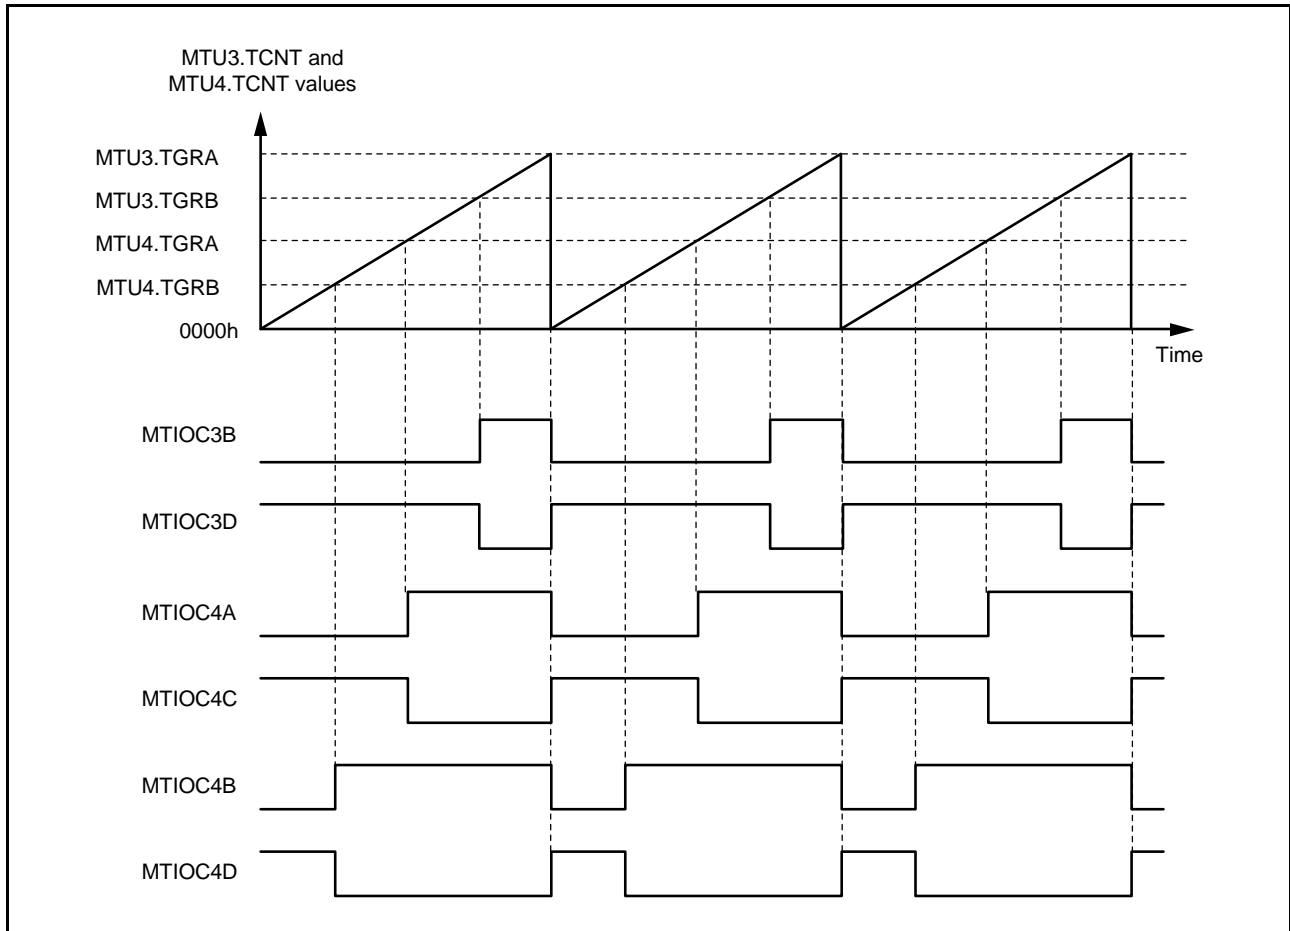 MTU3.TCNT and
MTU4.TCNT values
MTU3.TGRA
MTU3.TGRB
MTU4.TGRA
MTU4.TGRB
0000h
Time
MTIOC3B
MTIOC3D
MTIOC4A
MTIOC4C
MTIOC4B
MTIOC4D